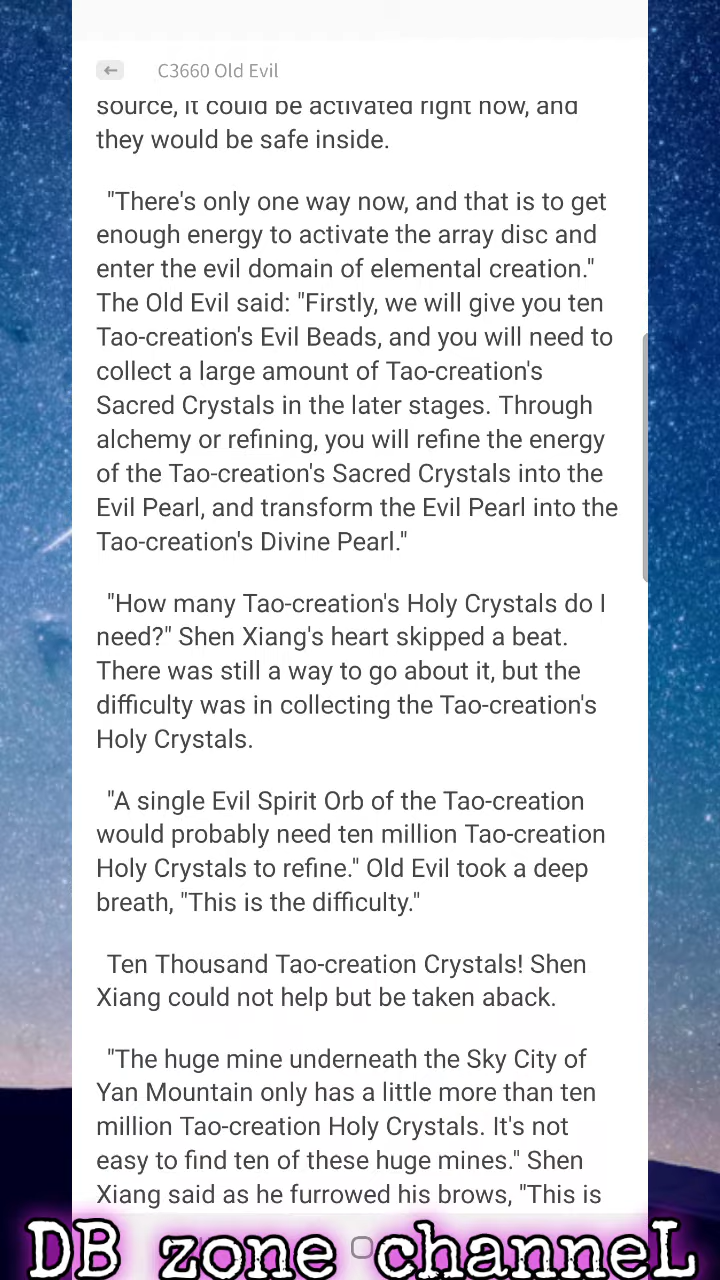 C3660 Old Evil
source, it could be activated right now, and
they would be safe inside.
"There's only one way now, and that is to get
enough energy to activate the array disc and
enter the evil domain of elemental creation."
The Old Evil said: "Firstly, we will give you ten
Tao-creation's Evil Beads, and you will need to
collect a large amount of Tao-creation's
Sacred Crystals in the later stages. Through
alchemy or refining, you will refine the energy
of the Tao-creation's Sacred Crystals into the
Evil Pearl, and transform the Evil Pearl into the
Tao-creation's Divine Pearl."
"How many Tao-creation's Holy Crystals do I
need?" Shen Xiang's heart skipped a beat.
There was still a way to go about it, but the
difficulty was in collecting the Tao-creation's
Holy Crystals.
"A single Evil Spirit Orb of the Tao-creation
would probably need ten million Tao-creation
Holy Crystals to refine." Old Evil took a deep
breath, "This is the difficulty."
Ten Thousand Tao-creation Crystals! Shen
Xiang could not help but be taken aback.
"The huge mine underneath the Sky City of
Yan Mountain only has a little more than ten
million Tao-creation Holy Crystals. It's not
easy to find ten of these huge mines." Shen
Xiang said as he furrowed his brows, "This is
DB zone channeL